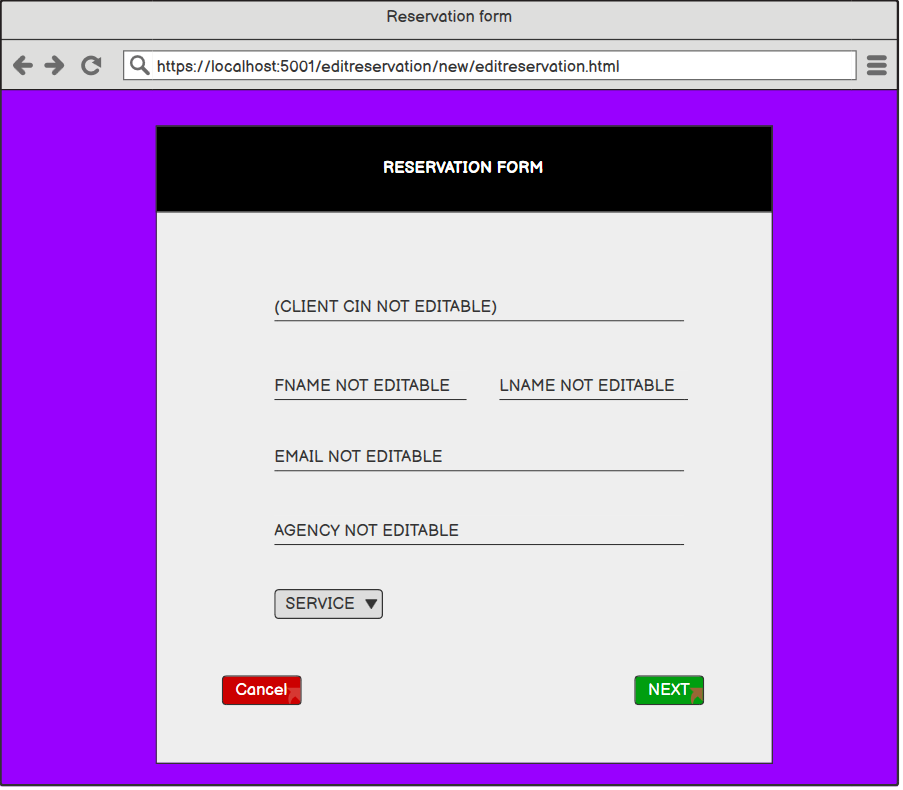 Reservation form
https://localhost:5001/editreservation/new/editreservation.html
RESERVATION FORM
(CLIENT CIN NOT EDITABLE)
FNAME NOT EDITABLE LNAME NOT EDITABLE
EMAIL NOT EDITABLE
AGENCY NOT EDITABLE
SERVICE
Cancel NEXT